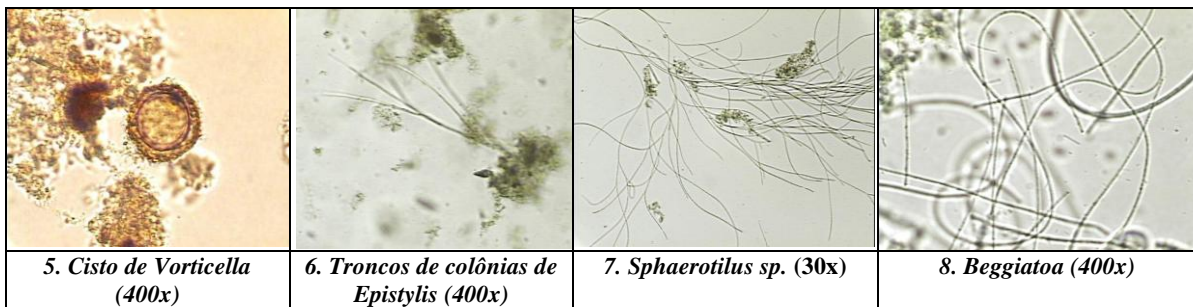 5. Cisto de Vorticella
(400x)
6. Troncos de colônias de
Epistylis (400x)
7. Sphaerotilus sp. (30x)
8. Beggiatoa (400x)